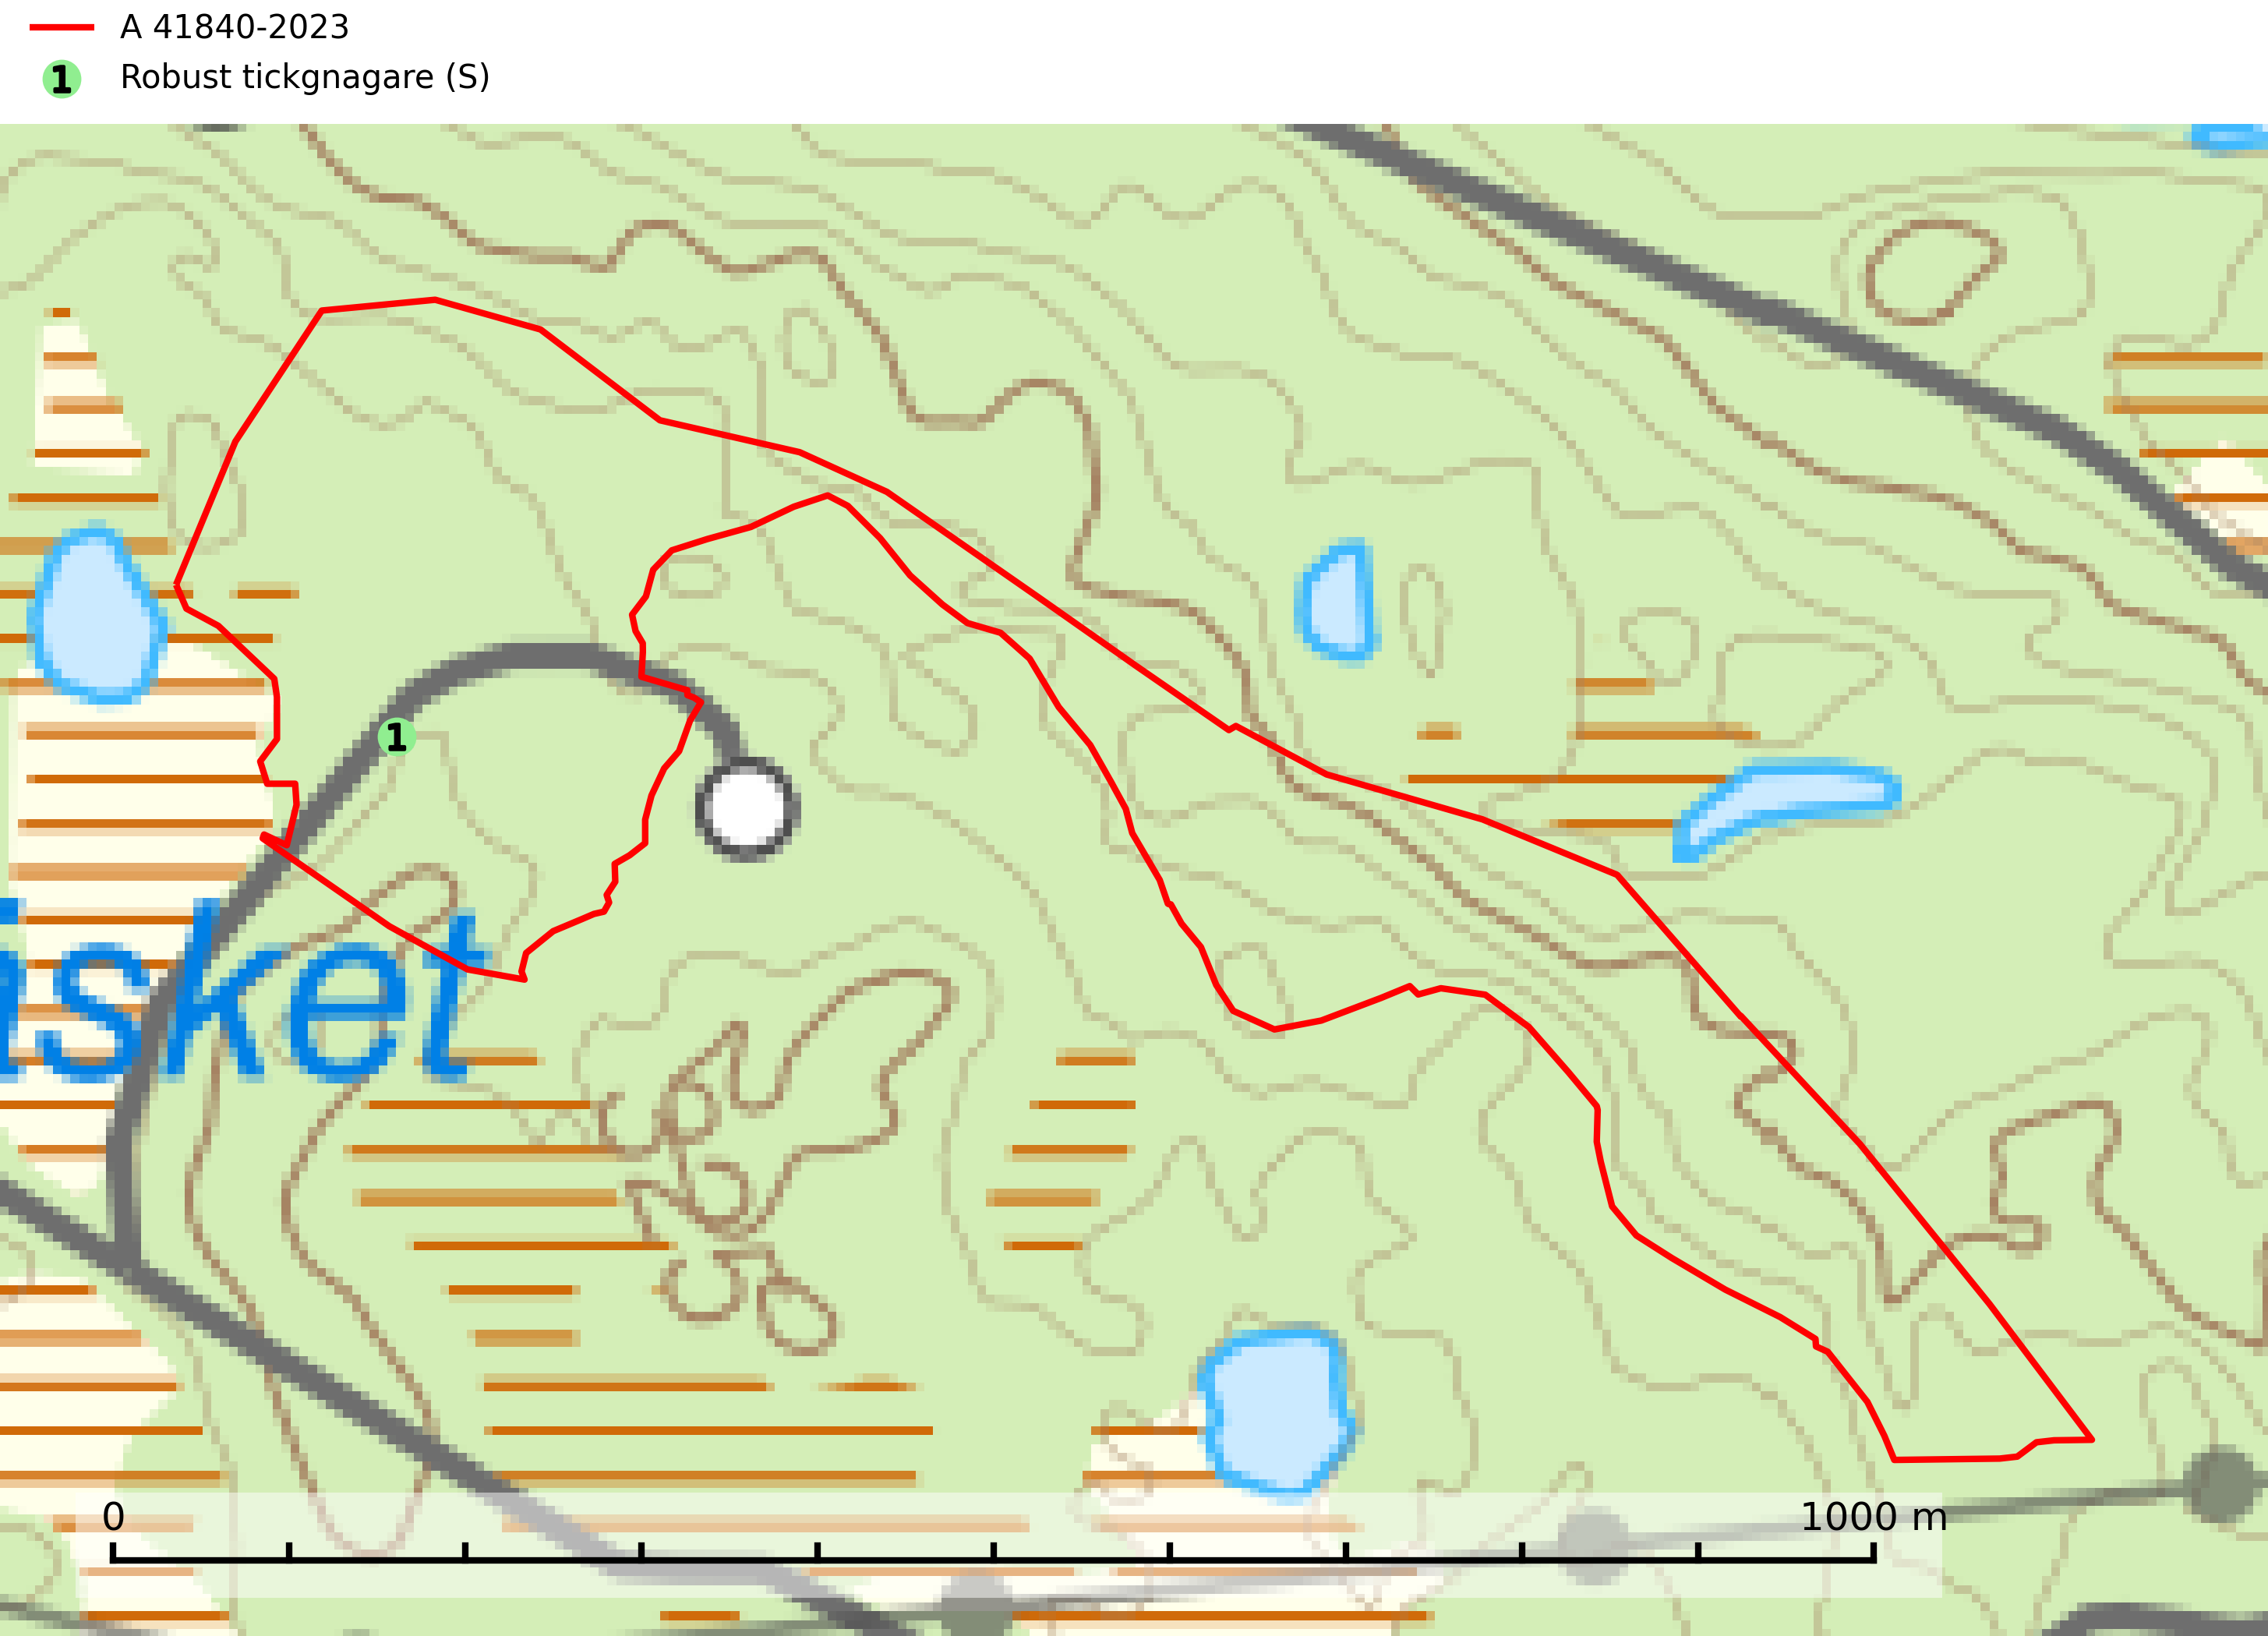 A 41840-2023
1 Robust tickgnagare (S)
1
sket
0 1000 m